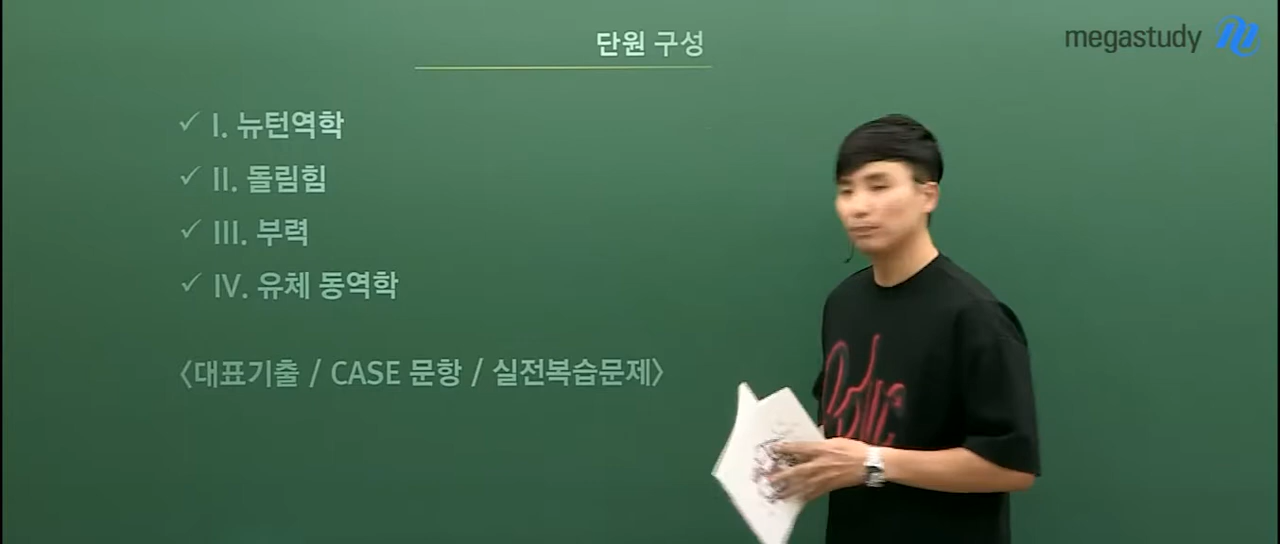 단원 구성
megastudy
✓ I. 뉴턴역학
✓ II. 돌림힘
✓ III. 부력
✓ IV. 유체 동역학
〈대표기출 / CASE 문항 / 실전복습문제〉